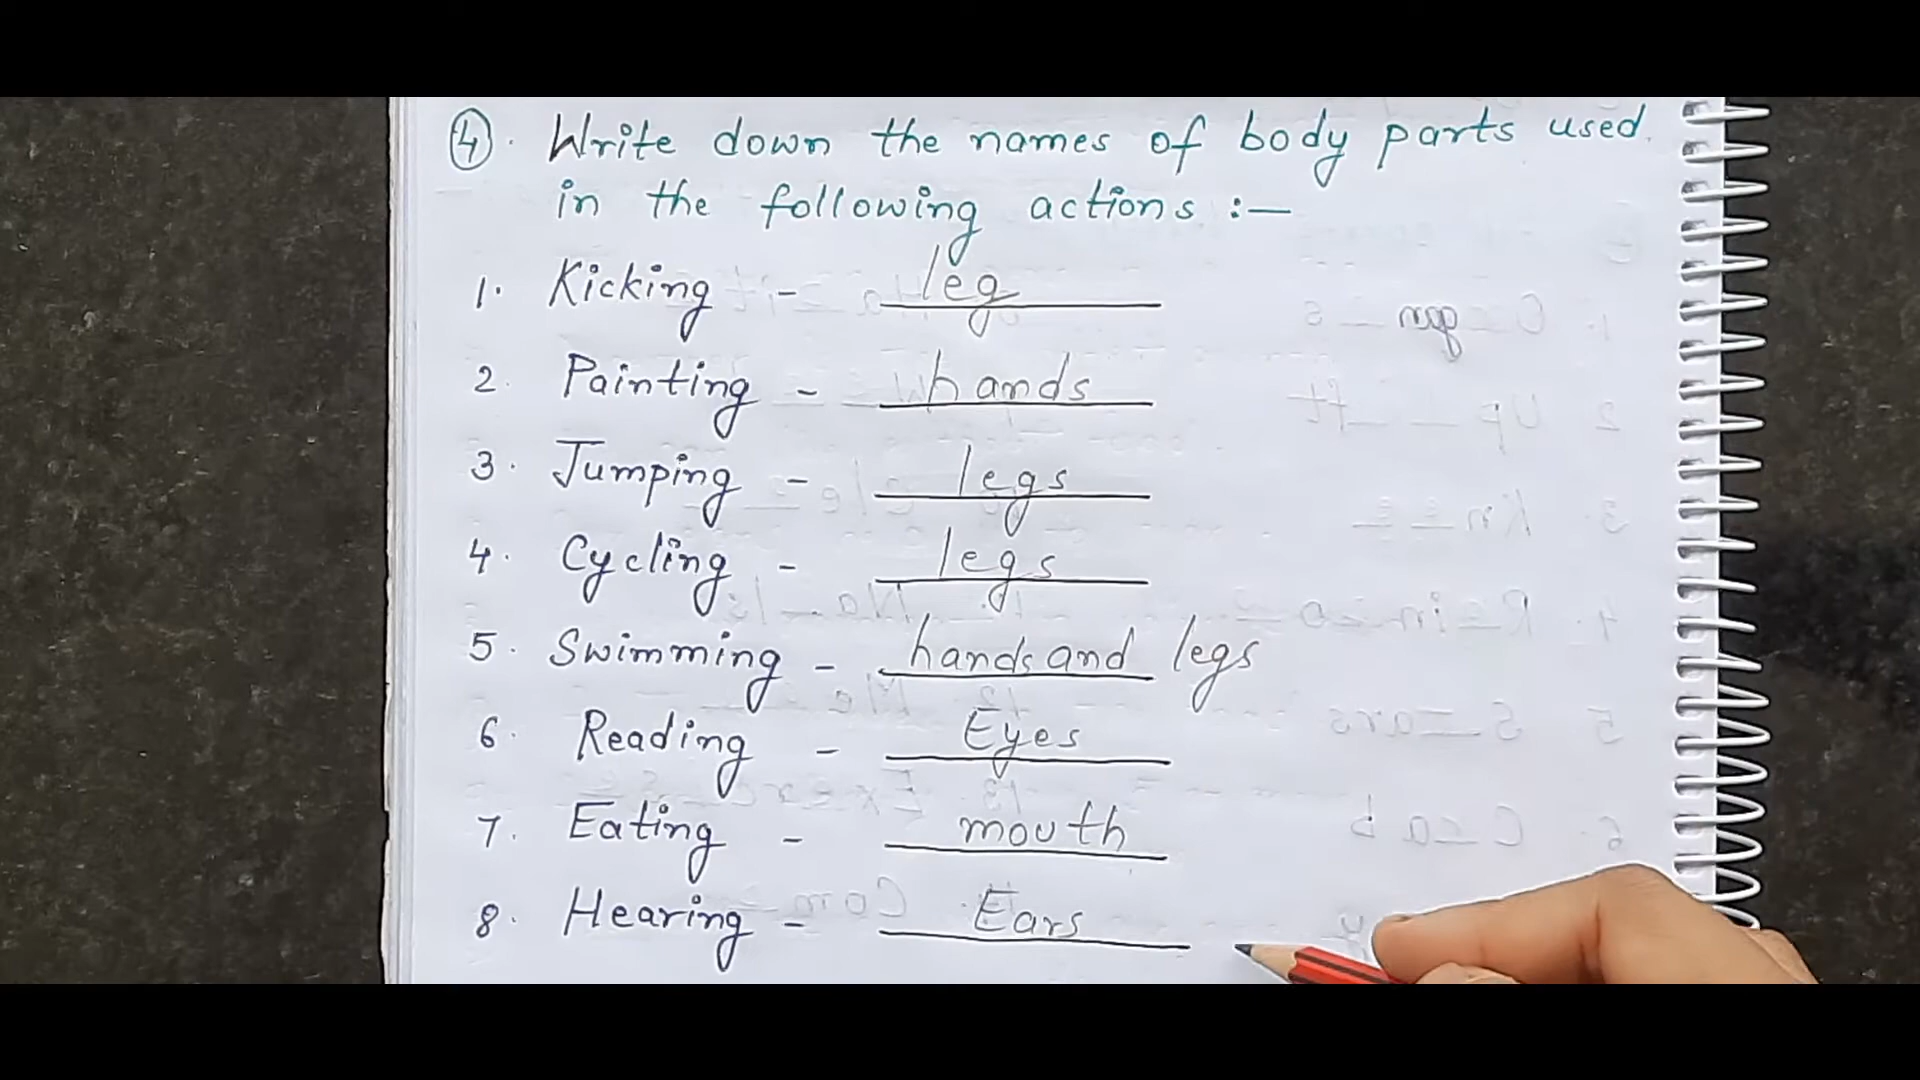 4. Write down the names of body parts used
in the following actions :—
1. Kicking - leg
2. Painting - hands
3. Jumping - legs
4. Cycling - legs
5. Swimming - hands and legs
6. Reading - Eyes
7. Eating - mouth
8. Hearing - Ears